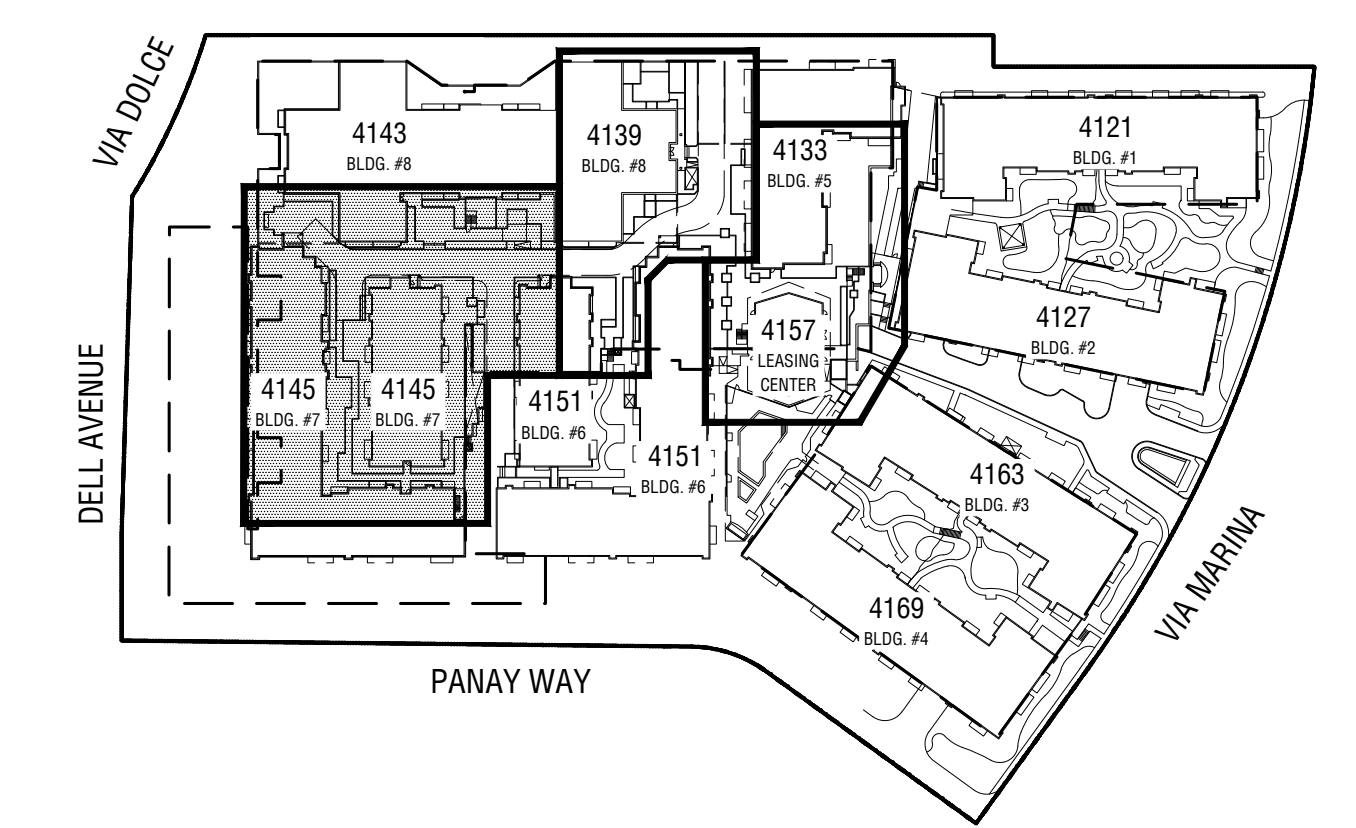 VIA DOLCE
4143
BLDG. #8
4139
BLDG. #8
4133
BLDG. #5
4121
BLDG. #1
4127
BLDG. #2
4157
LEASING
CENTER
DELL AVENUE
4145
BLDG. #7
4145
BLDG. #7
4151
BLDG. #6
4151
BLDG. #6
4163
BLDG. #3
4169
BLDG. #4
VIA MARINA
PANAY WAY